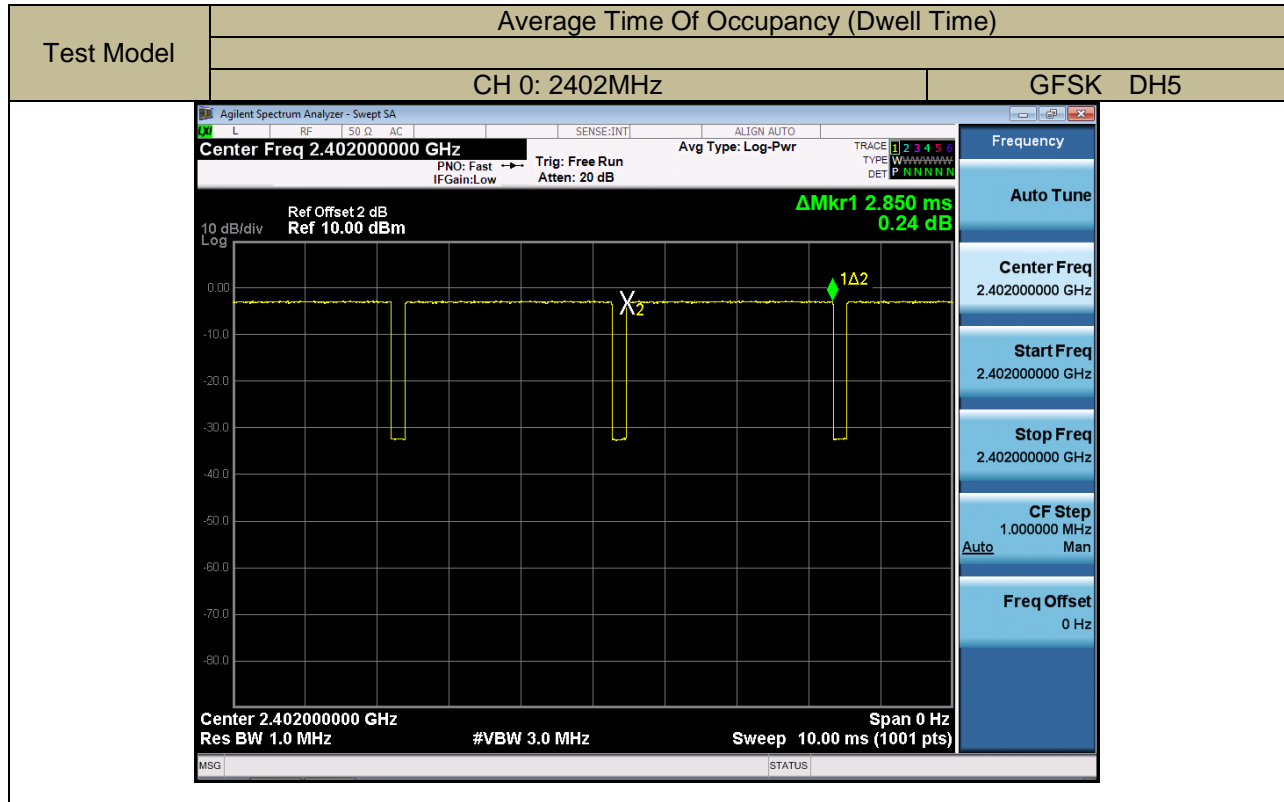 Test Model
Average Time Of Occupancy (Dwell Time)
CH 0: 2402MHz
GFSK DH5
Agilent Spectrum Analyzer - Swept SA
LXI L RF 50 Ω AC SENSE:INT ALIGN AUTO
Center Freq 2.402000000 GHz
PNO: Fast
IFGain:Low
Trig: Free Run
Atten: 20 dB
Avg Type: Log-Pwr
TRACE 1 2 3 4 5 6
TYPE WWWWWW
DET P N N N N N
ΔMkr1 2.850 ms
0.24 dB
Ref Offset 2 dB
10 dB/div Ref 10.00 dBm
Log
0.00
-10.0
-20.0
-30.0
-40.0
-50.0
-60.0
-70.0
-80.0
X2
1Δ2
Center 2.402000000 GHz
Span 0 Hz
Res BW 1.0 MHz
#VBW 3.0 MHz
Sweep 10.00 ms (1001 pts)
MSG
STATUS
Frequency
Auto Tune
Center Freq
2.402000000 GHz
Start Freq
2.402000000 GHz
Stop Freq
2.402000000 GHz
CF Step
1.000000 MHz
Auto Man
Freq Offset
0 Hz